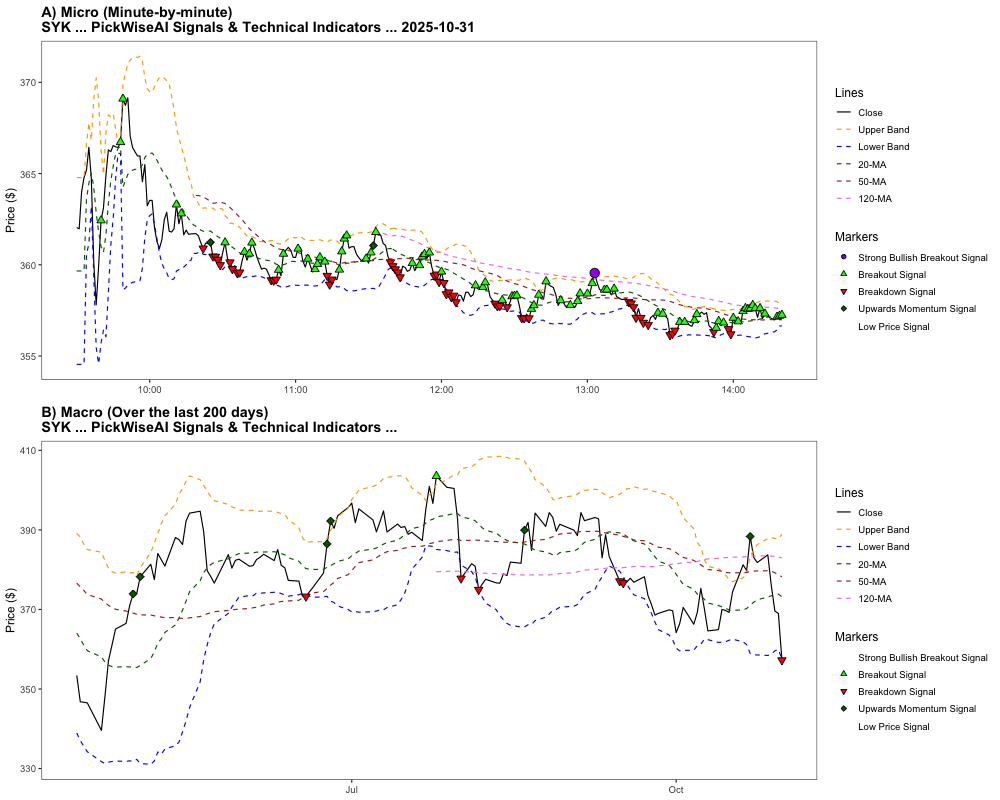 A) Micro (Minute-by-minute)
SYK ... PickWiseAI Signals & Technical Indicators ... 2025-10-31
Price ($)
370
365
360
355
10:00
11:00
12:00
13:00
14:00
Lines
Close
Upper Band
Lower Band
20-MA
50-MA
120-MA
Markers
Strong Bullish Breakout Signal
Breakout Signal
Breakdown Signal
Upwards Momentum Signal
Low Price Signal
B) Macro (Over the last 200 days)
SYK ... PickWiseAI Signals & Technical Indicators ...
Price ($)
410
390
370
350
330
Jul
Oct
Lines
Close
Upper Band
Lower Band
20-MA
50-MA
120-MA
Markers
Strong Bullish Breakout Signal
Breakout Signal
Breakdown Signal
Upwards Momentum Signal
Low Price Signal